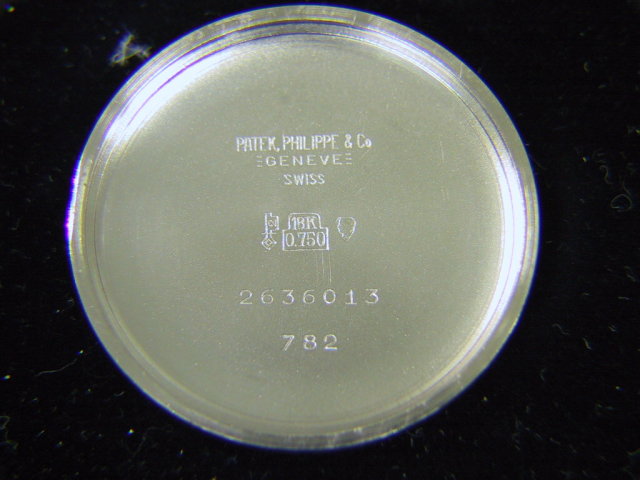 PATEK, PHILIPPE & Co
GENEVE
SWISS
18K
0.750
2636013
782